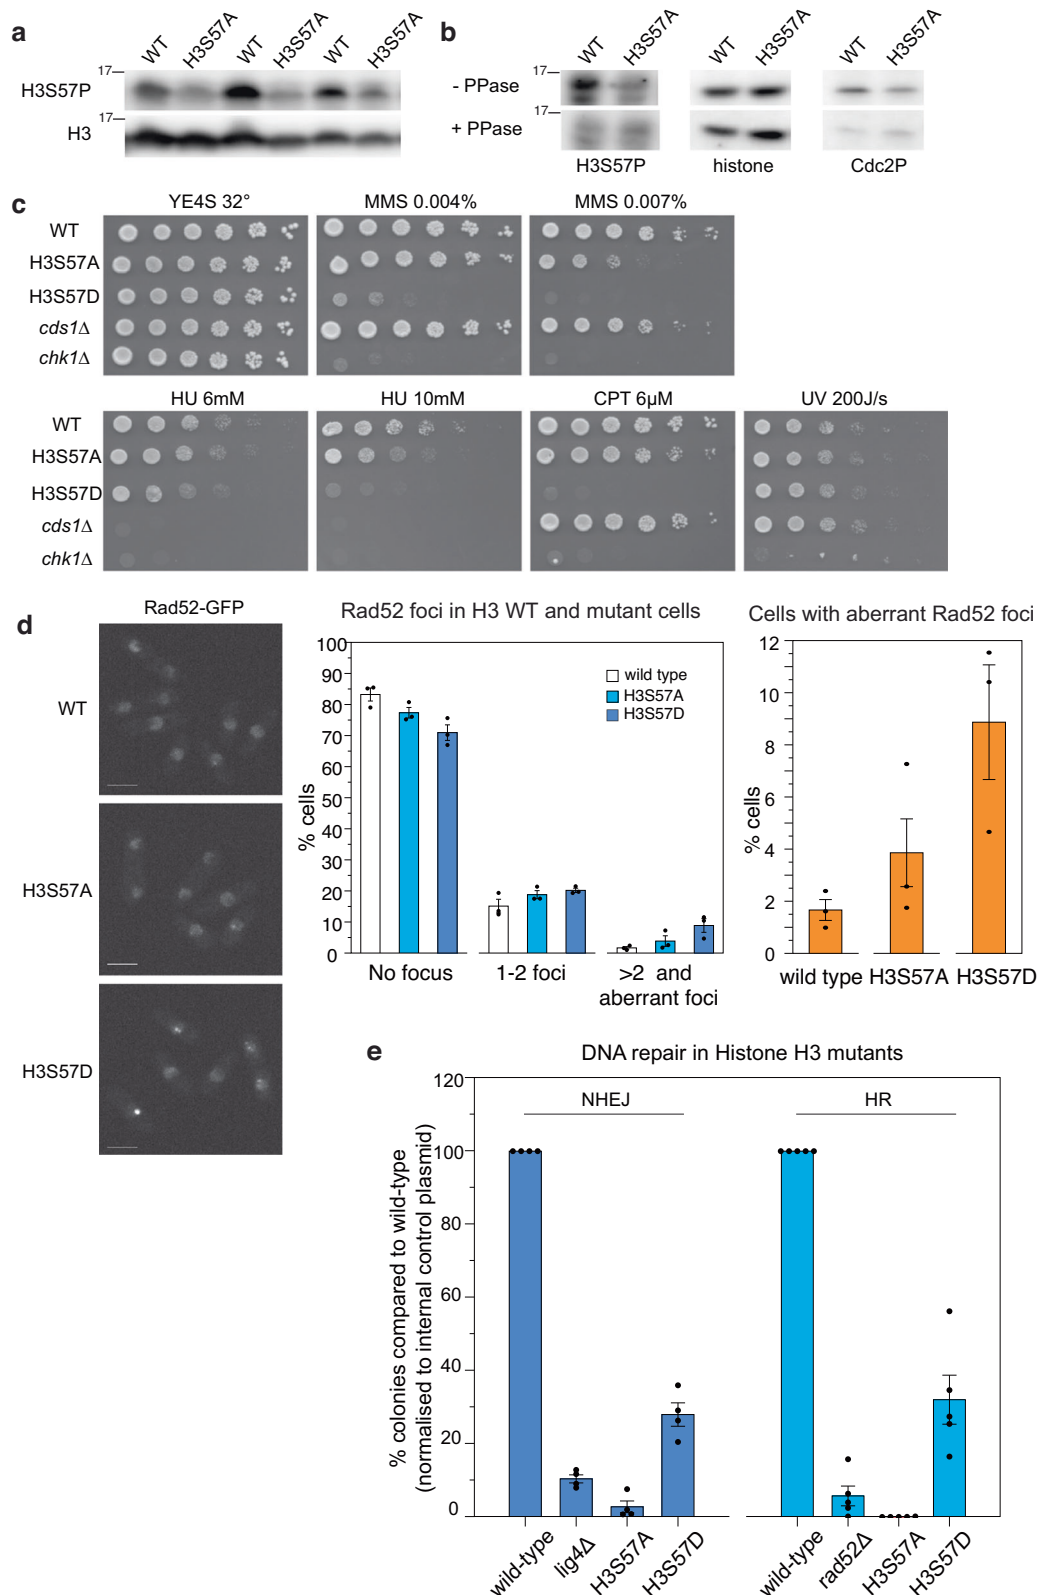 a
WT H3S57A WT H3S57A WT H3S57A
17
H3S57P
17
H3
b
WT H3S57A WT H3S57A WT H3S57A
17
- PPase
17
+ PPase
H3S57P histone Cdc2P
c
YE4S 32° MMS 0.004% MMS 0.007%
WT
H3S57A
H3S57D
cds1Δ
chk1Δ
HU 6mM HU 10mM CPT 6µM UV 200J/s
WT
H3S57A
H3S57D
cds1Δ
chk1Δ
d
Rad52-GFP
WT
H3S57A
H3S57D
Rad52 foci in H3 WT and mutant cells
% cells
100
90
80
70
60
50
40
30
20
10
0
wild type
H3S57A
H3S57D
No focus 1-2 foci >2 and
aberrant foci
Cells with aberrant Rad52 foci
% cells
12
10
8
6
4
2
0
wild type H3S57A H3S57D
e
DNA repair in Histone H3 mutants
% colonies compared to wild-type
(normalised to internal control plasmid)
120
100
80
60
40
20
0
NHEJ HR
wild-type lig4Δ H3S57A H3S57D wild-type rad52Δ H3S57A H3S57D